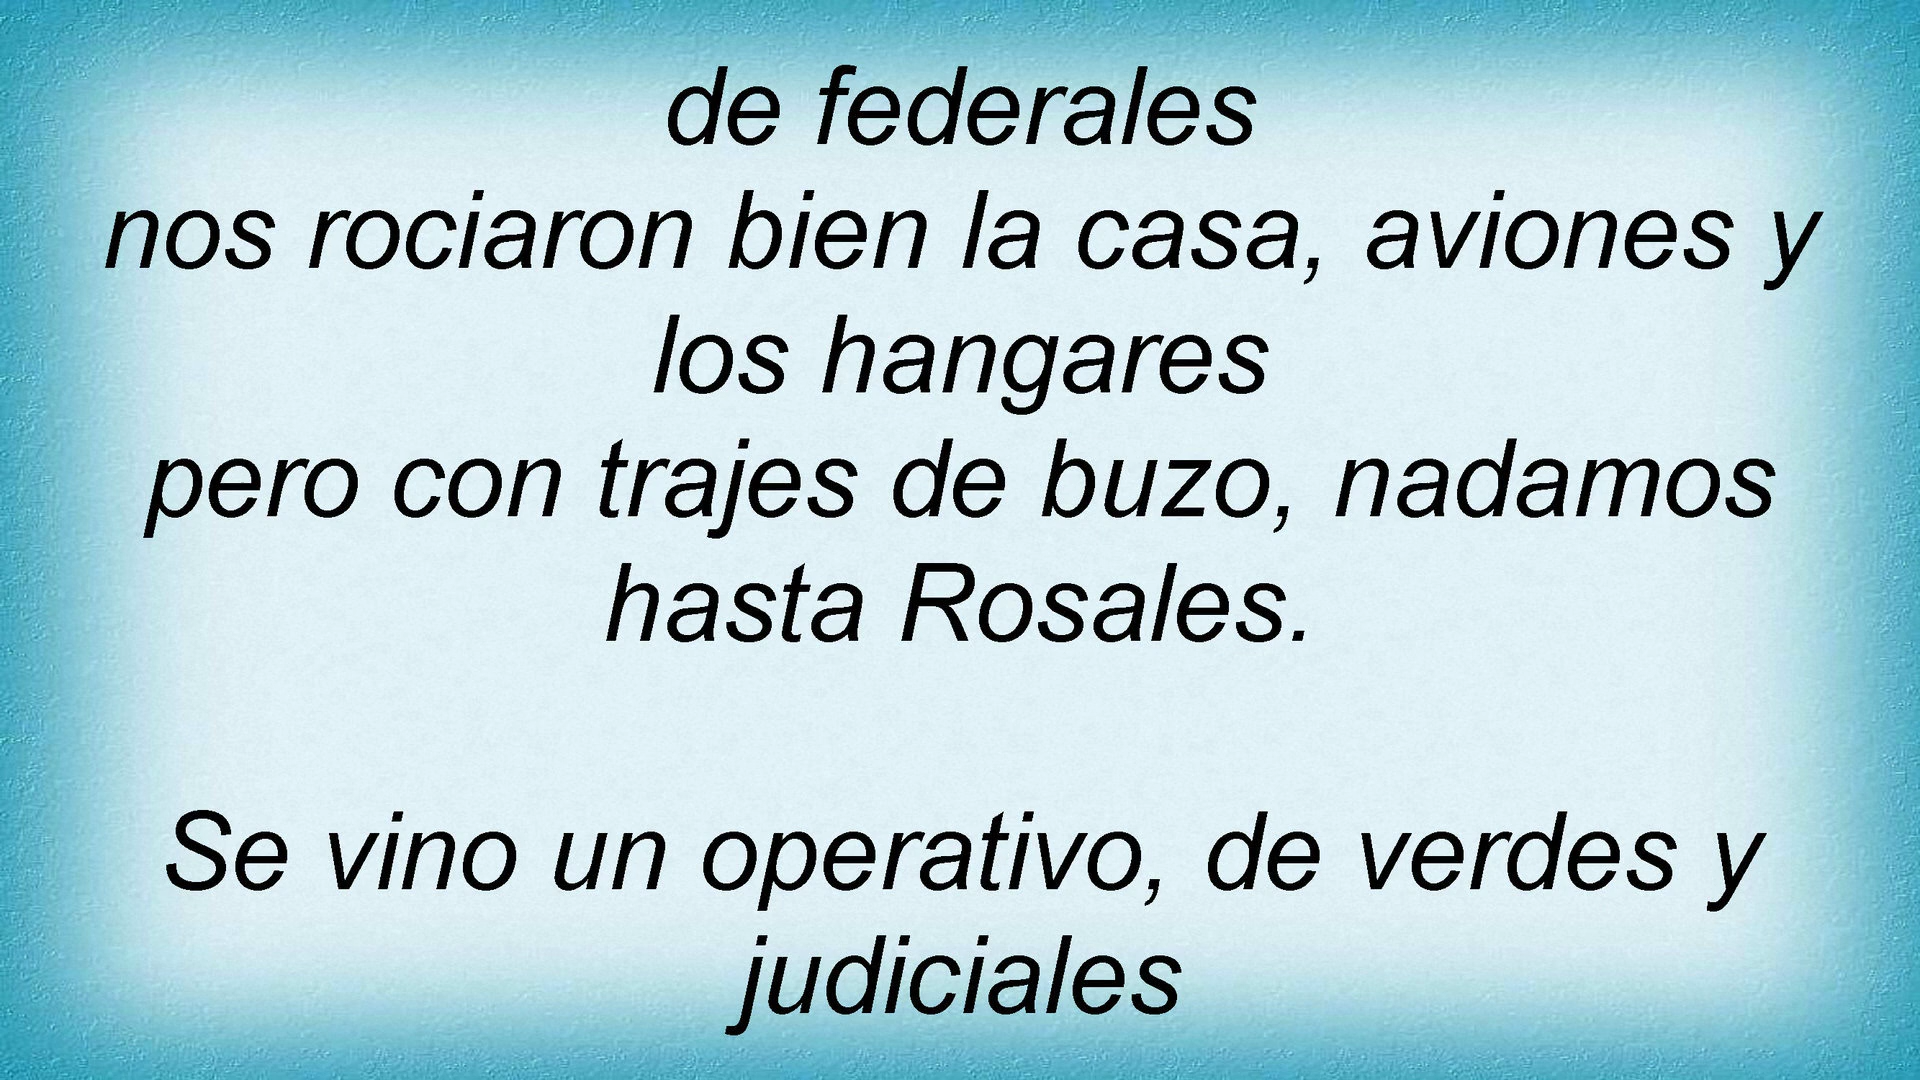 de federales
nos rociaron bien la casa, aviones y
los hangares
pero con trajes de buzo, nadamos
hasta Rosales.
Se vino un operativo, de verdes y
judiciales